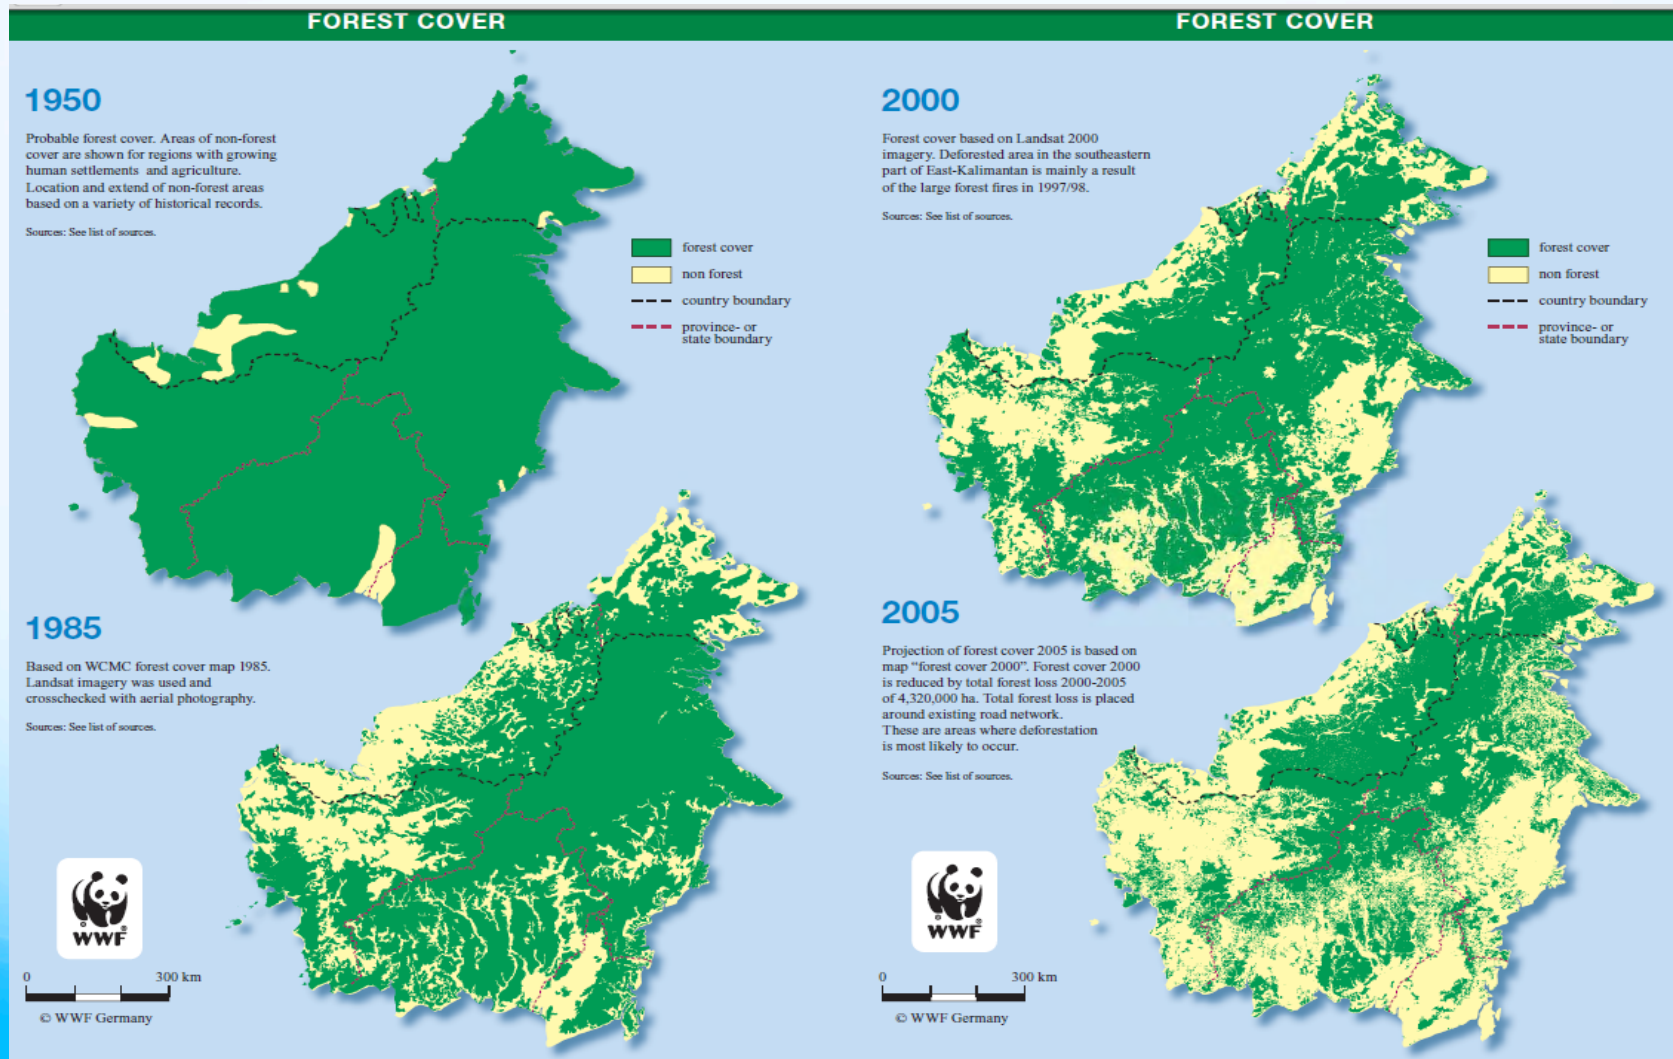 FOREST COVER
1950
Probable forest cover. Areas of non-forest
cover are shown for regions with growing
human settlements and agriculture.
Location and extend of non-forest areas
based on a variety of historical records.
Sources: See list of sources.
forest cover
non forest
country boundary
province- or
state boundary
1985
Based on WCMC forest cover map 1985.
Landsat imagery was used and
crosschecked with aerial photography.
Sources: See list of sources.
WWF
0 300 km
© WWF Germany
FOREST COVER
2000
Forest cover based on Landsat 2000
imagery. Deforested area in the southeastern
part of East-Kalimantan is mainly a result
of the large forest fires in 1997/98.
Sources: See list of sources.
forest cover
non forest
country boundary
province- or
state boundary
2005
Projection of forest cover 2005 is based on
map “forest cover 2000”. Forest cover 2000
is reduced by total forest loss 2000-2005
of 4,320,000 ha. Total forest loss is placed
around existing road network.
These are areas where deforestation
is most likely to occur.
Sources: See list of sources.
WWF
0 300 km
© WWF Germany